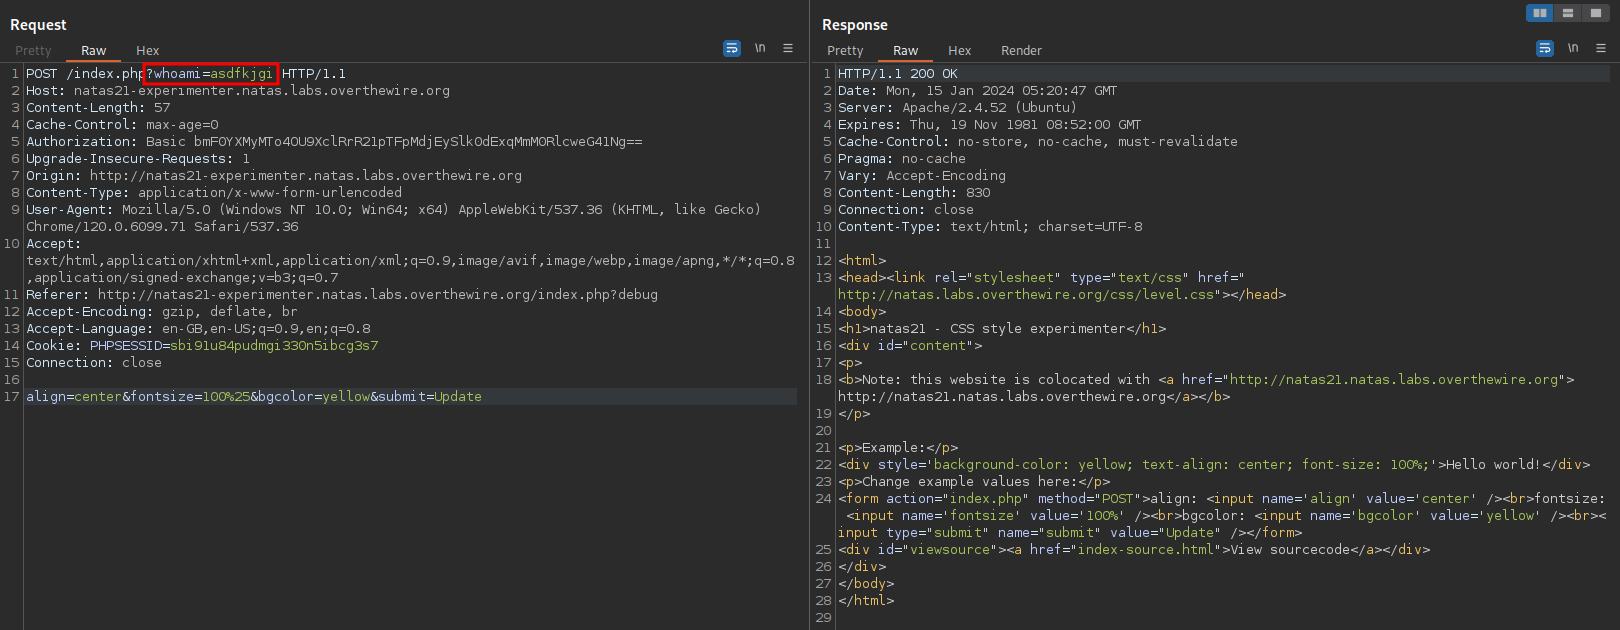 Request
Pretty Raw Hex
\n
1 POST /index.php?whoami=asdfkjgi HTTP/1.1
2 Host: natas21-experimenter.natas.labs.overthewire.org
3 Content-Length: 57
4 Cache-Control: max-age=0
5 Authorization: Basic bmF0YXMyMTo4OU9XclRrR21pTFpMdjEySlk0dExqMmM0RlcweG41Ng==
6 Upgrade-Insecure-Requests: 1
7 Origin: http://natas21-experimenter.natas.labs.overthewire.org
8 Content-Type: application/x-www-form-urlencoded
9 User-Agent: Mozilla/5.0 (Windows NT 10.0; Win64; x64) AppleWebKit/537.36 (KHTML, like Gecko)
Chrome/120.0.6099.71 Safari/537.36
10 Accept:
text/html,application/xhtml+xml,application/xml;q=0.9,image/avif,image/webp,image/apng,*/*;q=0.8
,application/signed-exchange;v=b3;q=0.7
11 Referer: http://natas21-experimenter.natas.labs.overthewire.org/index.php?debug
12 Accept-Encoding: gzip, deflate, br
13 Accept-Language: en-GB,en-US;q=0.9,en;q=0.8
14 Cookie: PHPSESSID=sbi91u84pudmgi330n5ibcg3s7
15 Connection: close
16
17 align=center&fontsize=100%25&bgcolor=yellow&submit=Update
Response
Pretty Raw Hex Render
\n
1 HTTP/1.1 200 OK
2 Date: Mon, 15 Jan 2024 05:20:47 GMT
3 Server: Apache/2.4.52 (Ubuntu)
4 Expires: Thu, 19 Nov 1981 08:52:00 GMT
5 Cache-Control: no-store, no-cache, must-revalidate
6 Pragma: no-cache
7 Vary: Accept-Encoding
8 Content-Length: 830
9 Connection: close
10 Content-Type: text/html; charset=UTF-8
11
12 <html>
13 <head><link rel="stylesheet" type="text/css" href="
http://natas.labs.overthewire.org/css/level.css"></head>
14 <body>
15 <h1>natas21 - CSS style experimenter</h1>
16 <div id="content">
17 <p>
18 <b>Note: this website is colocated with <a href="http://natas21.natas.labs.overthewire.org">
http://natas21.natas.labs.overthewire.org</a></b>
19 </p>
20
21 <p>Example:</p>
22 <div style='background-color: yellow; text-align: center; font-size: 100%;'>Hello world!</div>
23 <p>Change example values here:</p>
24 <form action="index.php" method="POST">align: <input name='align' value='center' /><br>fontsize:
<input name='fontsize' value='100%' /><br>bgcolor: <input name='bgcolor' value='yellow' /><br><
input type="submit" name="submit" value="Update" /></form>
25 <div id="viewsource"><a href="index-source.html">View sourcecode</a></div>
26 </div>
27 </body>
28 </html>
29